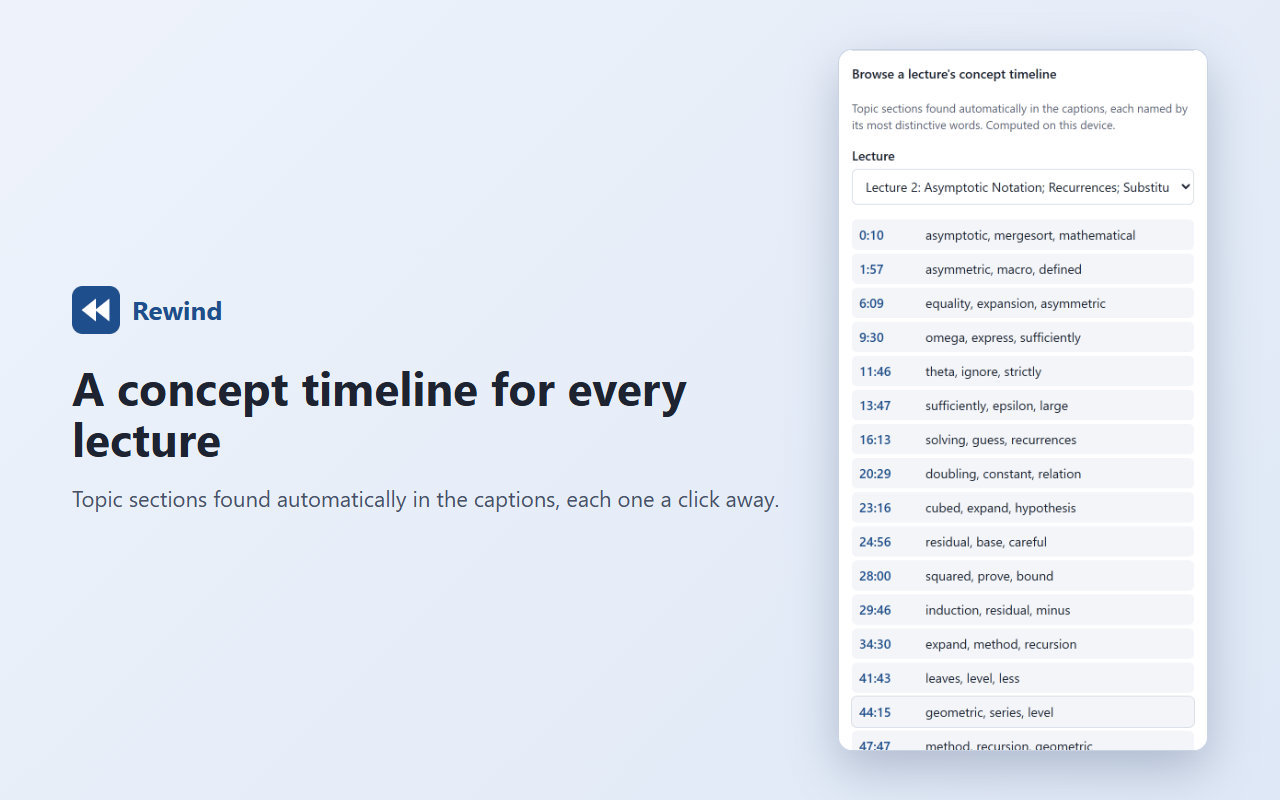 Rewind
A concept timeline for every
lecture
Topic sections found automatically in the captions, each one a click away.
Browse a lecture's concept timeline
Topic sections found automatically in the captions, each named by
its most distinctive words. Computed on this device.
Lecture
Lecture 2: Asymptotic Notation; Recurrences; Substitu
0:10 asymptotic, mergesort, mathematical
1:57 asymmetric, macro, defined
6:09 equality, expansion, asymmetric
9:30 omega, express, sufficiently
11:46 theta, ignore, strictly
13:47 sufficiently, epsilon, large
16:13 solving, guess, recurrences
20:29 doubling, constant, relation
23:16 cubed, expand, hypothesis
24:56 residual, base, careful
28:00 squared, prove, bound
29:46 induction, residual, minus
34:30 expand, method, recursion
41:43 leaves, level, less
44:15 geometric, series, level
47:47 method, recursion, geometric